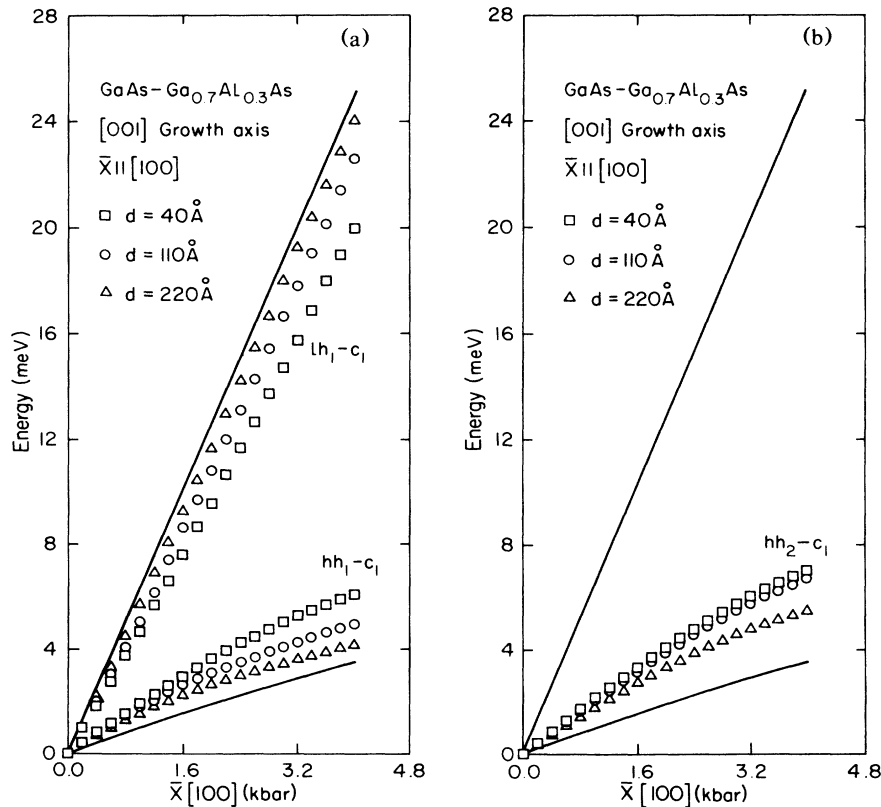 (a)
GaAs-Ga0.7Al0.3As
[001] Growth axis
X̄ II [100]
□ d = 40Å
○ d = 110Å
△ d = 220Å
lh1-c1
hh1-c1
28
24
20
16
12
8
4
0
Energy (meV)
0.0 1.6 3.2 4.8
X̄ [100] (kbar)
(b)
GaAs-Ga0.7Al0.3As
[001] Growth axis
X̄ II [100]
□ d = 40Å
○ d = 110Å
△ d = 220Å
hh2-c1
28
24
20
16
12
8
4
0
Energy (meV)
0.0 1.6 3.2 4.8
X̄ [100] (kbar)